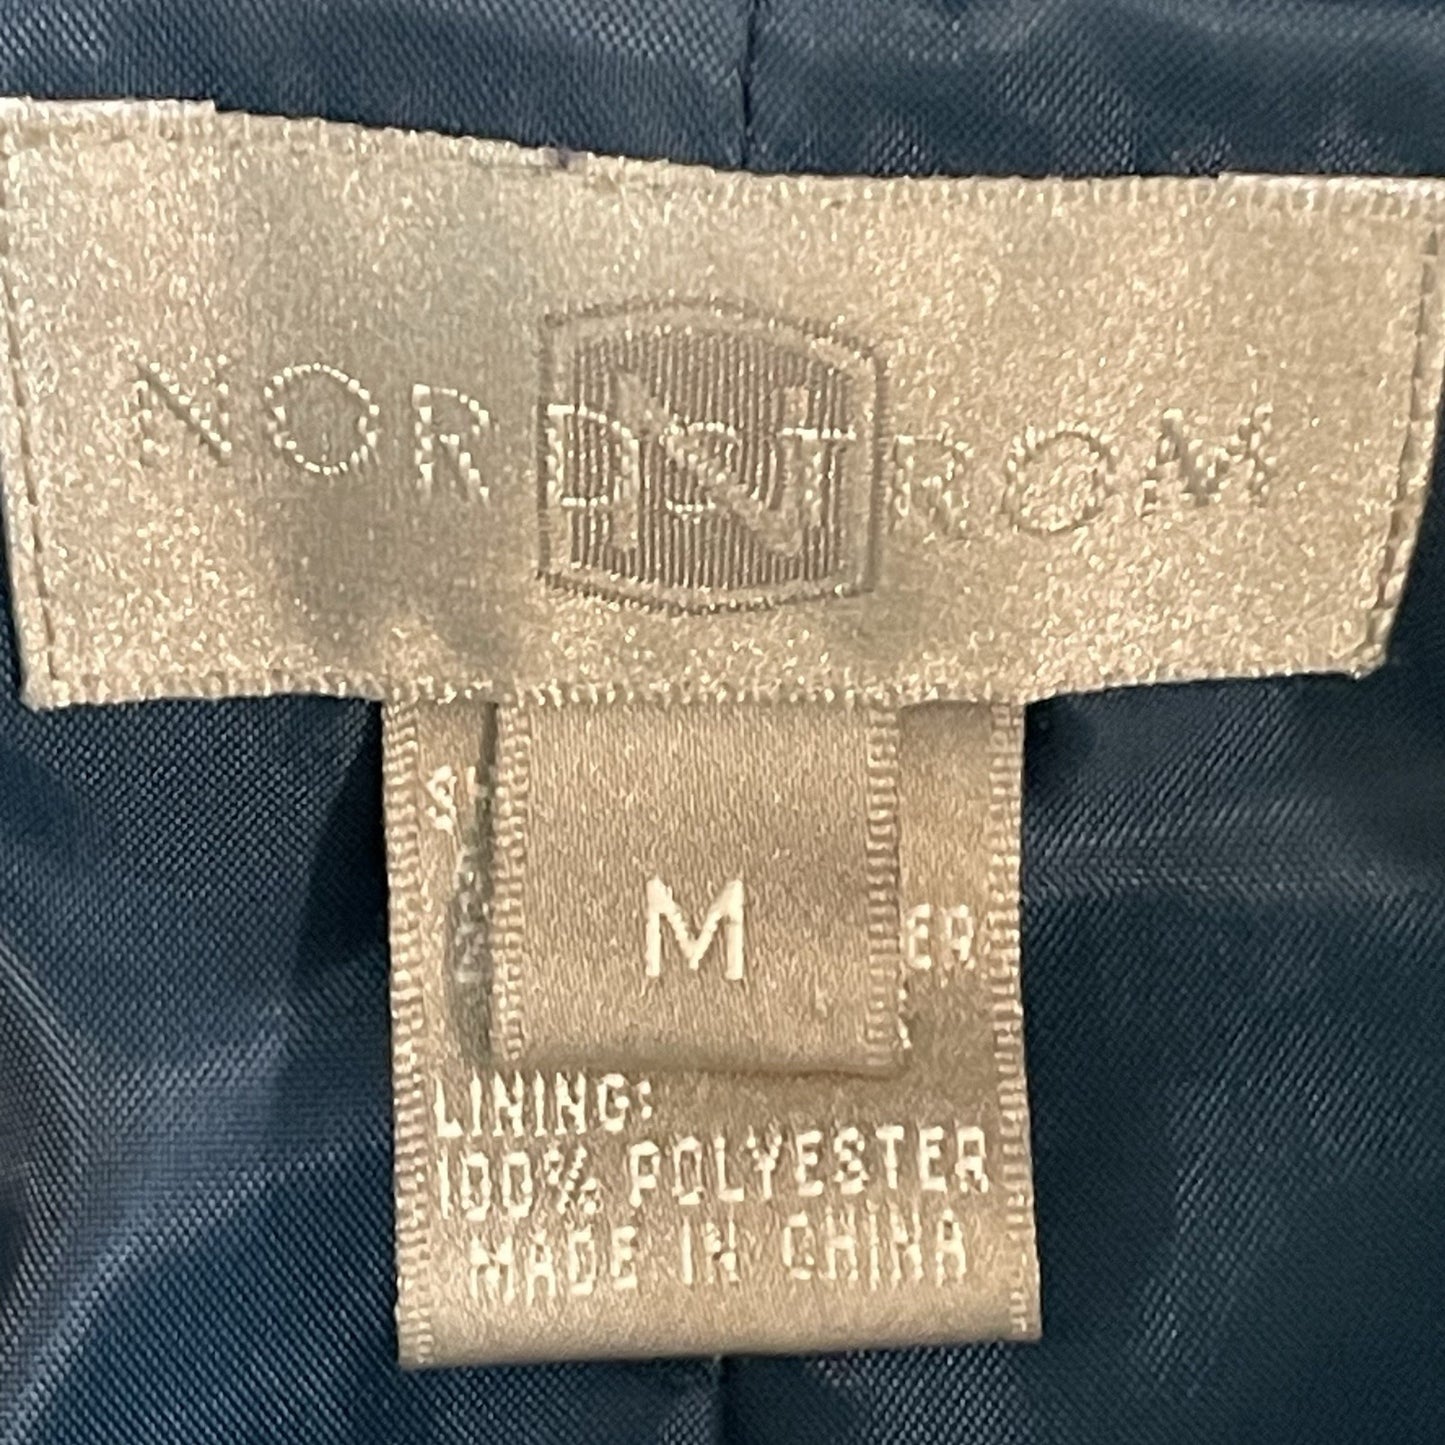 NORDSTROM
M
LINING:
100% POLYESTER
MADE IN CHINA